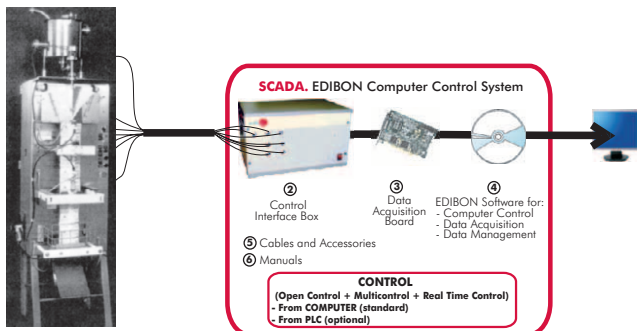 SCADA. EDIBON Computer Control System
②
Control
Interface Box
③
Data
Acquisition
Board
④
EDIBON Software for:
- Computer Control
- Data Acquisition
- Data Management
⑤ Cables and Accessories
⑥ Manuals
CONTROL
(Open Control + Multicontrol + Real Time Control)
- From COMPUTER (standard)
- From PLC (optional)